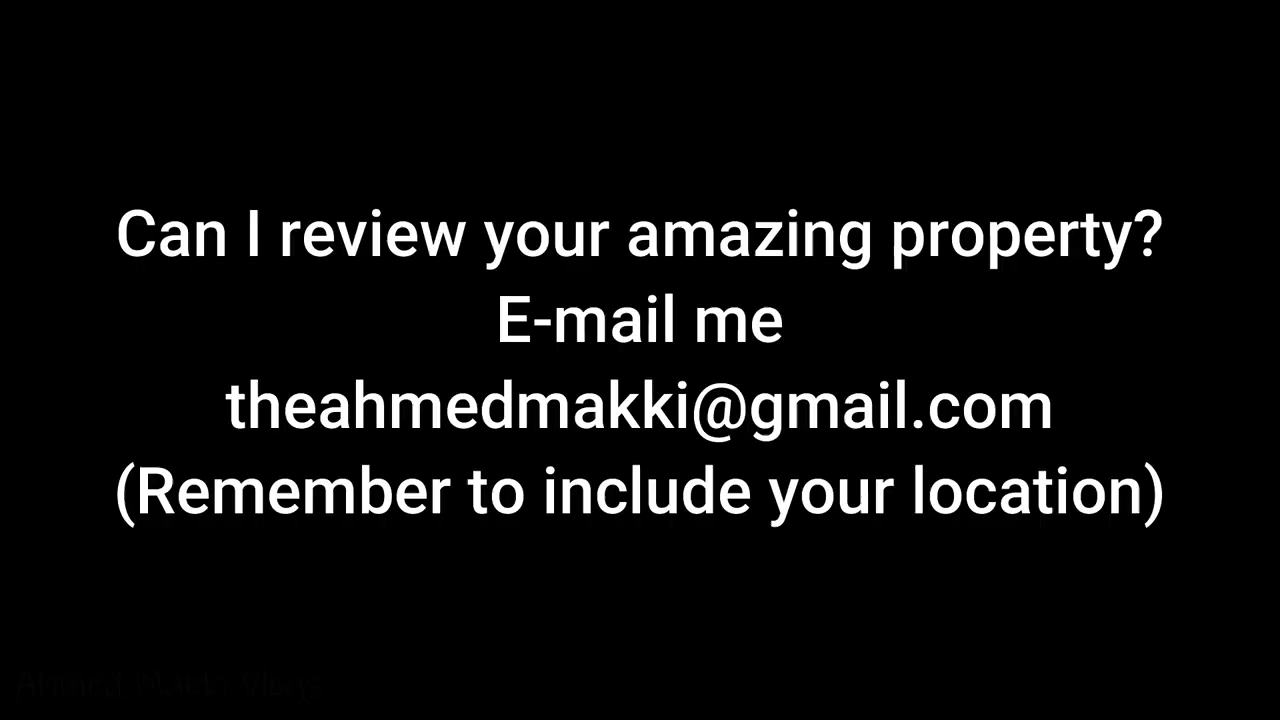 Can I review your amazing property?
E-mail me
theahmedmakki@gmail.com
(Remember to include your location)